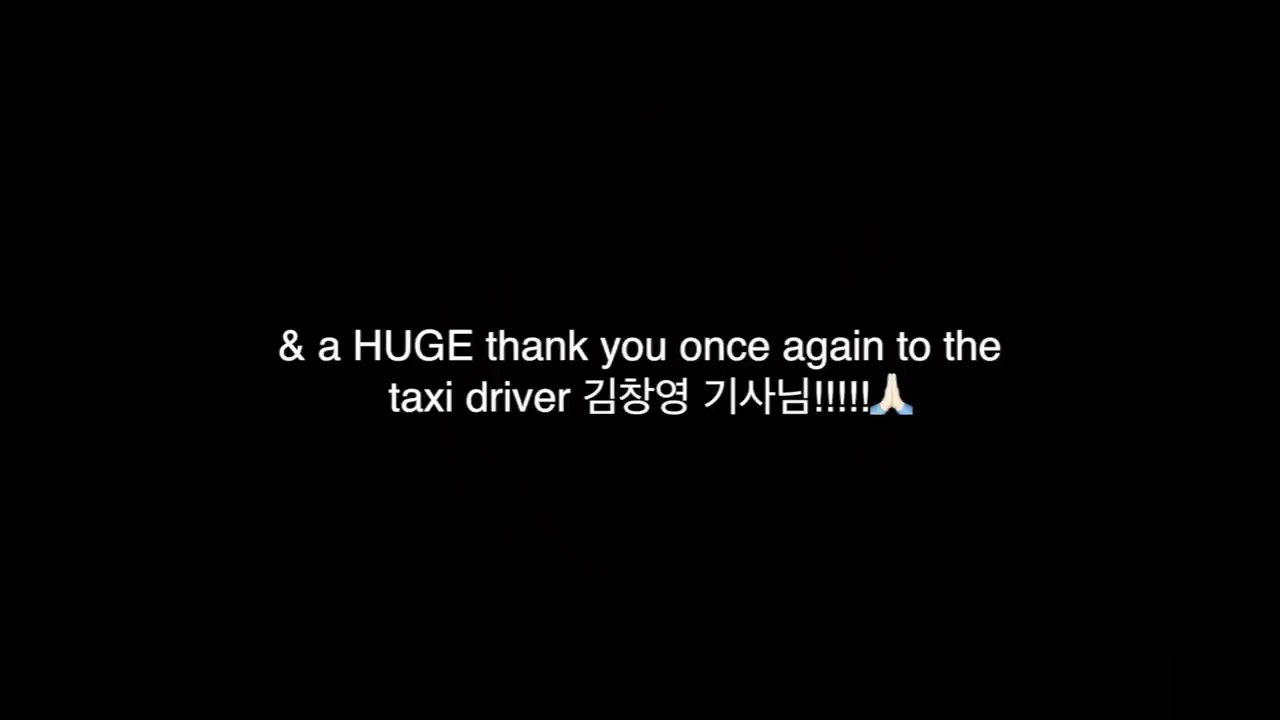 & a HUGE thank you once again to the
taxi driver 김창영 기사님!!!!!🙏🏻